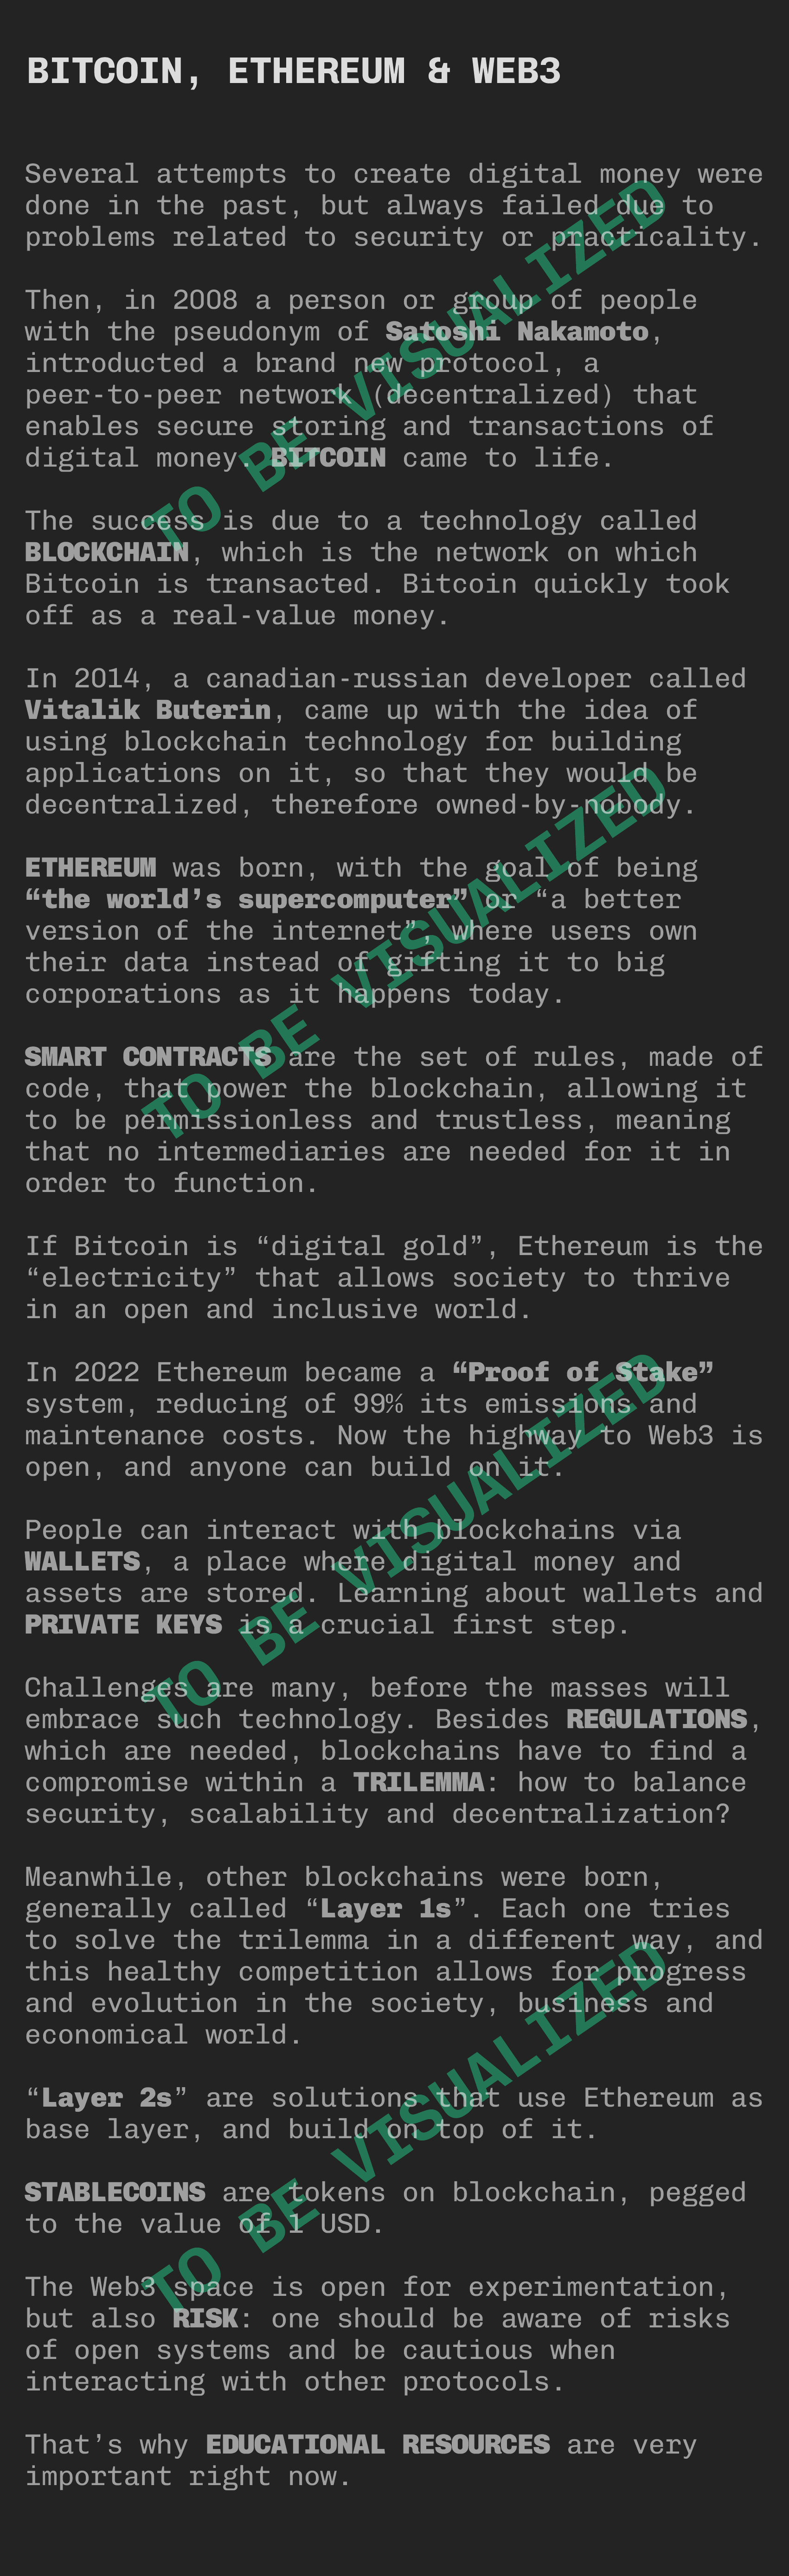 BITCOIN, ETHEREUM & WEB3
Several attempts to create digital money were
done in the past, but always failed due to
problems related to security or practicality.
Then, in 2008 a person or group of people
with the pseudonym of Satoshi Nakamoto,
introducted a brand new protocol, a
peer-to-peer network (decentralized) that
enables secure storing and transactions of
digital money. BITCOIN came to life.
TO BE VISUALIZED
The success is due to a technology called
BLOCKCHAIN, which is the network on which
Bitcoin is transacted. Bitcoin quickly took
off as a real-value money.
In 2014, a canadian-russian developer called
Vitalik Buterin, came up with the idea of
using blockchain technology for building
applications on it, so that they would be
decentralized, therefore owned-by-nobody.
ETHEREUM was born, with the goal of being
“the world’s supercomputer” or “a better
version of the internet”, where users own
their data instead of gifting it to big
corporations as it happens today.
TO BE VISUALIZED
SMART CONTRACTS are the set of rules, made of
code, that power the blockchain, allowing it
to be permissionless and trustless, meaning
that no intermediaries are needed for it in
order to function.
If Bitcoin is “digital gold”, Ethereum is the
“electricity” that allows society to thrive
in an open and inclusive world.
In 2022 Ethereum became a “Proof of Stake”
system, reducing of 99% its emissions and
maintenance costs. Now the highway to Web3 is
open, and anyone can build on it.
TO BE VISUALIZED
People can interact with blockchains via
WALLETS, a place where digital money and
assets are stored. Learning about wallets and
PRIVATE KEYS is a crucial first step.
Challenges are many, before the masses will
embrace such technology. Besides REGULATIONS,
which are needed, blockchains have to find a
compromise within a TRILEMMA: how to balance
security, scalability and decentralization?
Meanwhile, other blockchains were born,
generally called “Layer 1s”. Each one tries
to solve the trilemma in a different way, and
this healthy competition allows for progress
and evolution in the society, business and
economical world.
TO BE VISUALIZED
“Layer 2s” are solutions that use Ethereum as
base layer, and build on top of it.
STABLECOINS are tokens on blockchain, pegged
to the value of 1 USD.
The Web3 space is open for experimentation,
but also RISK: one should be aware of risks
of open systems and be cautious when
interacting with other protocols.
That’s why EDUCATIONAL RESOURCES are very
important right now.